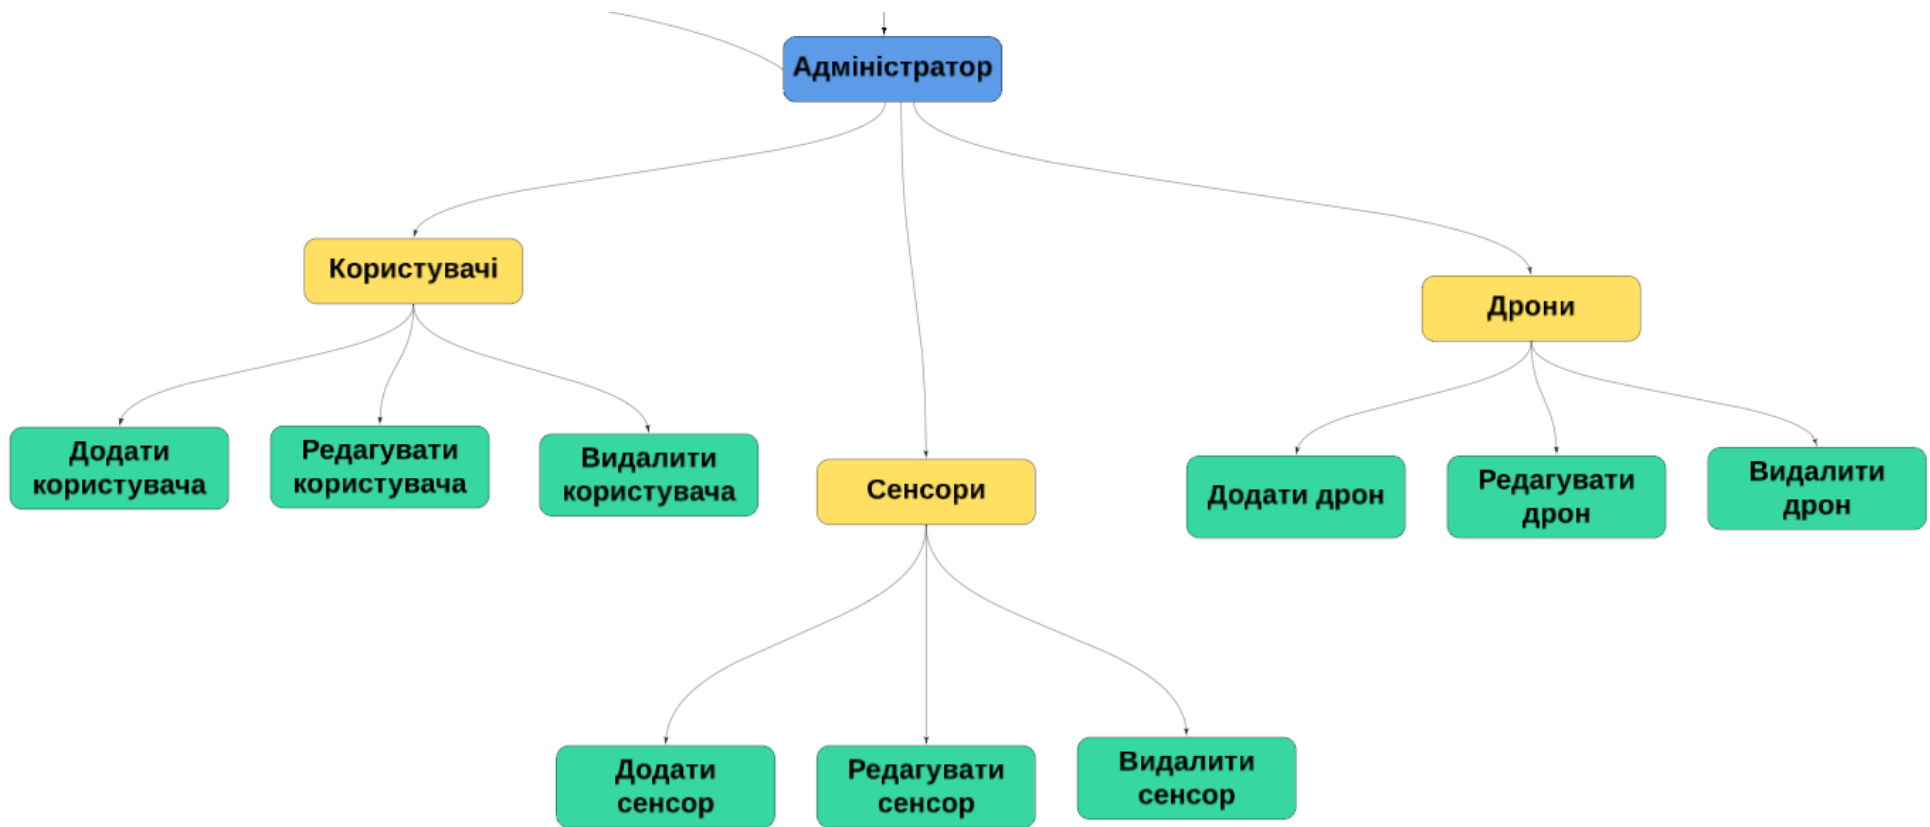 Адміністратор
Користувачі
Дрони
Додати
користувача
Редагувати
користувача
Видалити
користувача
Сенсори
Додати дрон
Редагувати
дрон
Видалити
дрон
Додати
сенсор
Редагувати
сенсор
Видалити
сенсор